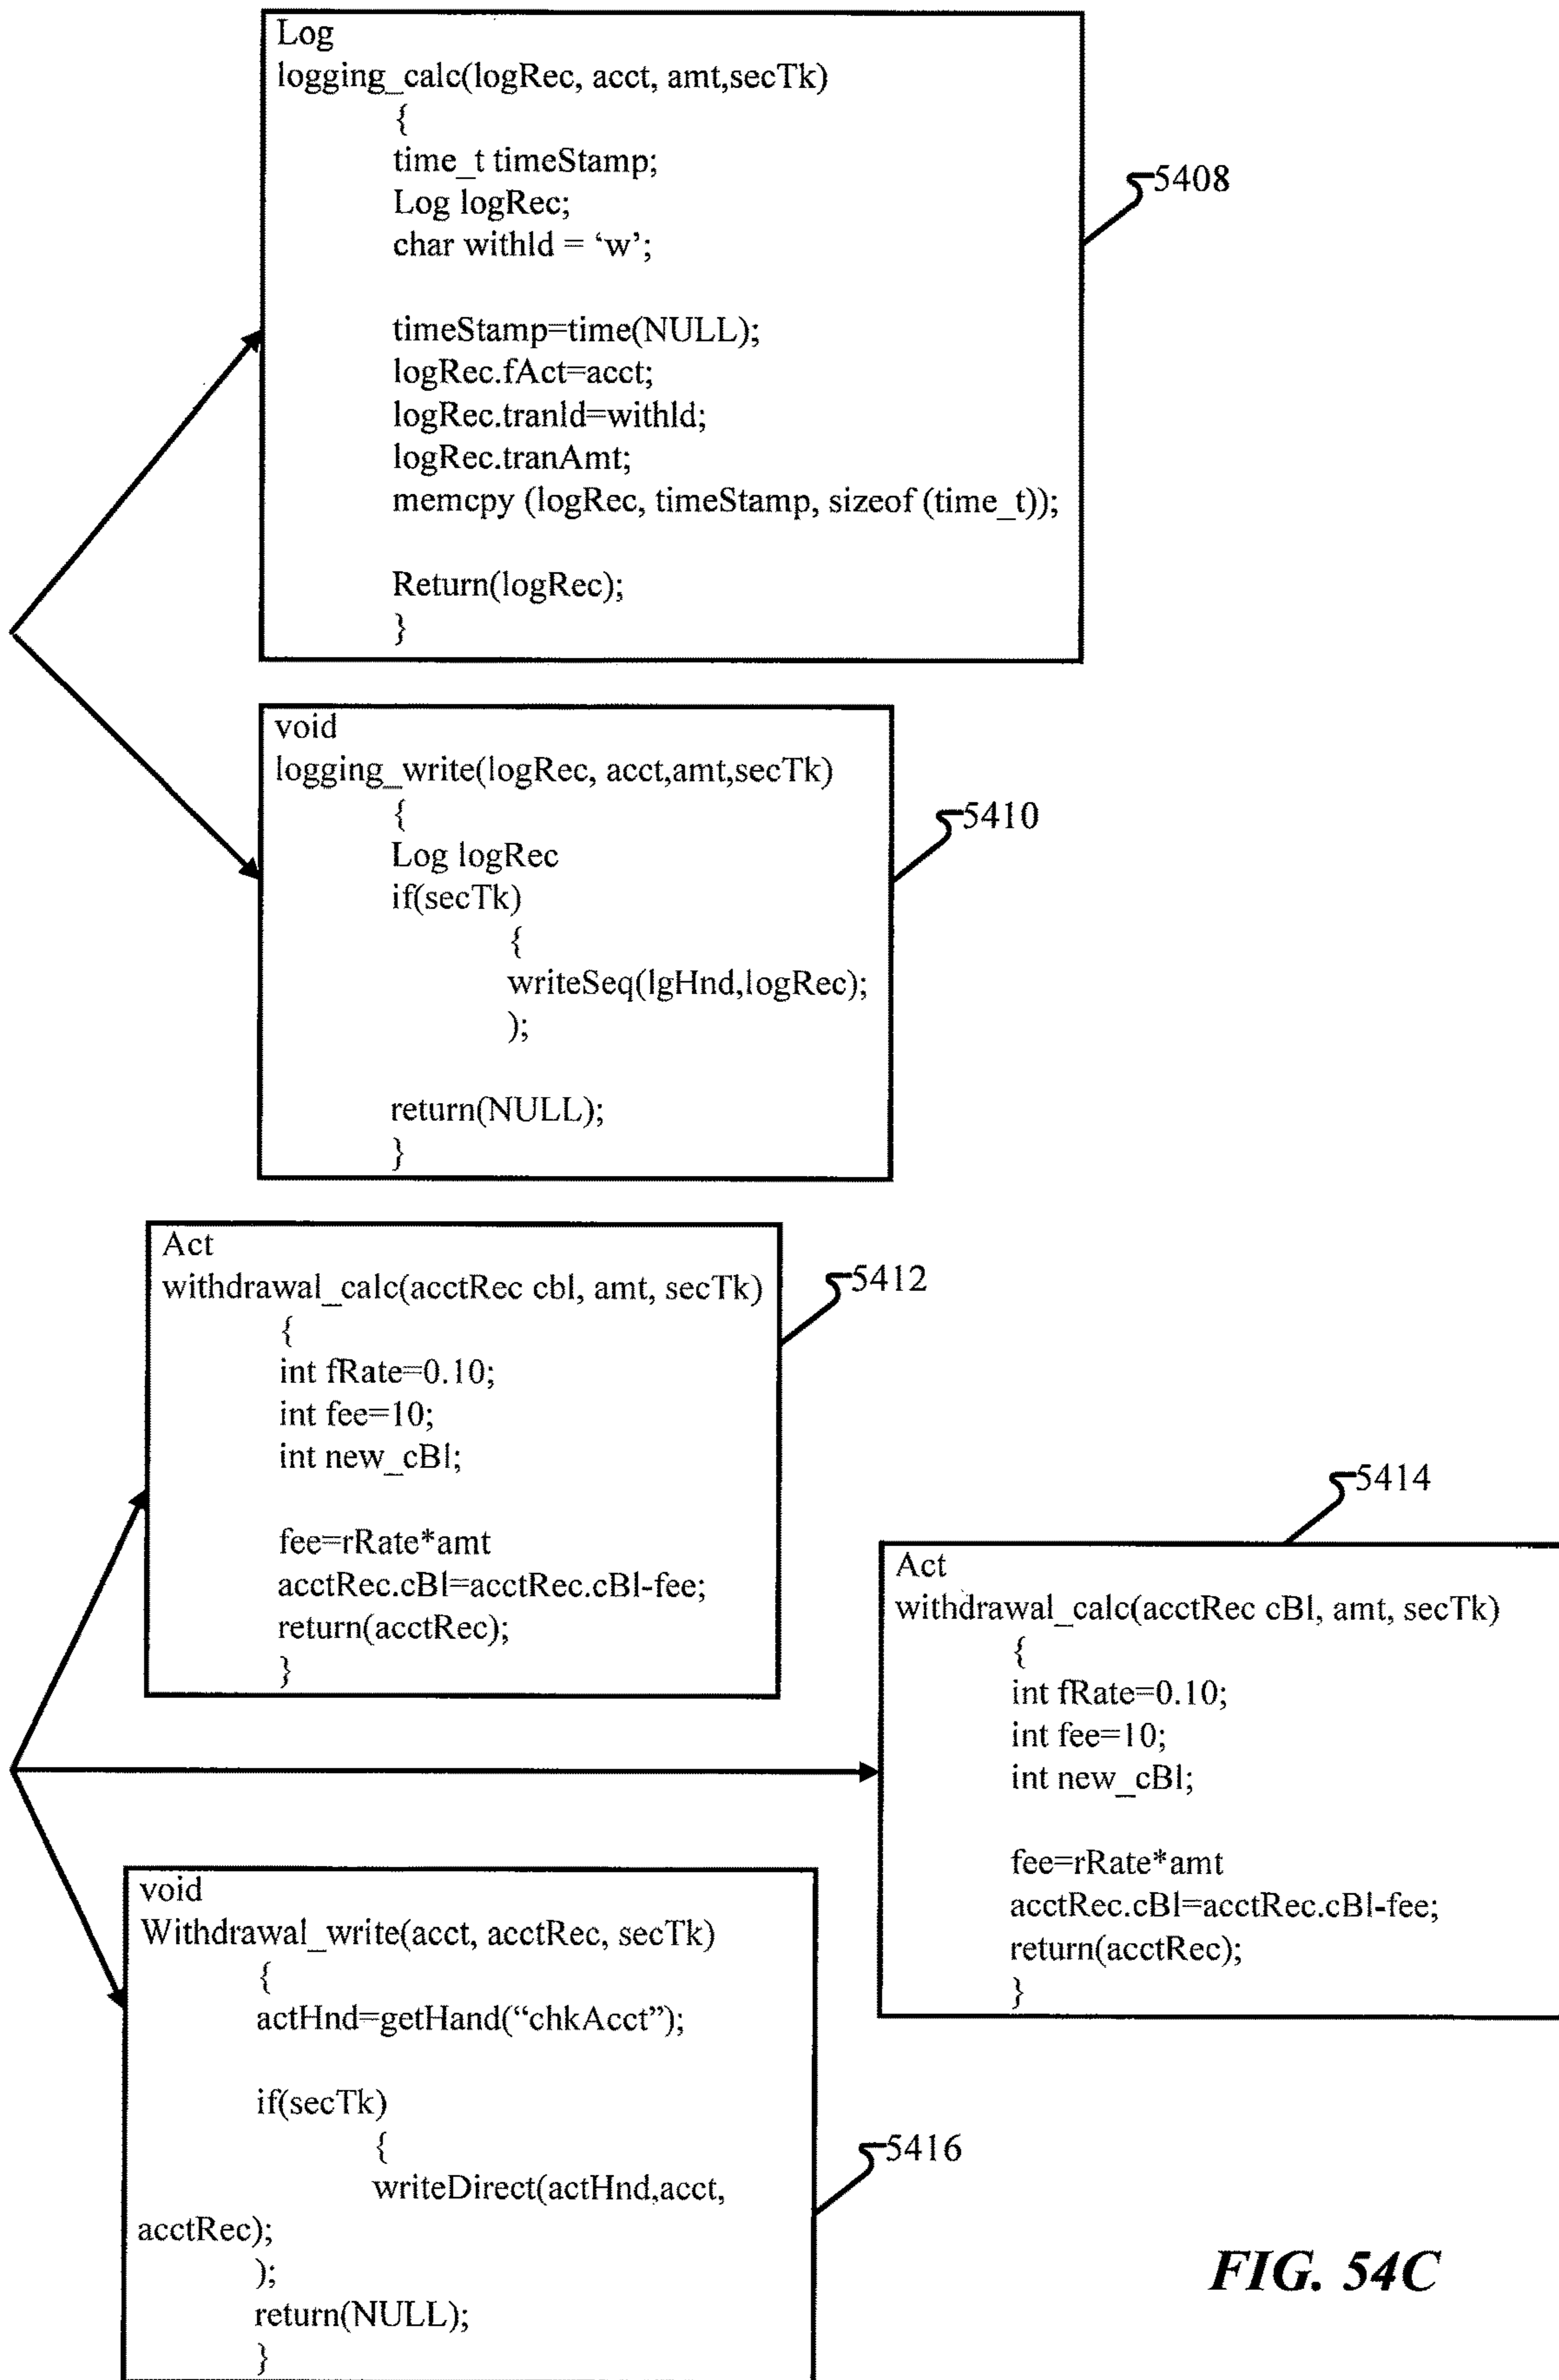 Log
logging_calc(logRec, acct, amt,secTk)
{
time_t timeStamp;
Log logRec;
char withId = ‘w’;
timeStamp=time(NULL);
logRec.fAct=acct;
logRec.tranId=withId;
logRec.tranAmt;
memcpy (logRec, timeStamp, sizeof (time_t));
Return(logRec);
}
5408
void
logging_write(logRec, acct,amt,secTk)
{
Log logRec
if(secTk)
{
writeSeq(lgHnd,logRec);
);
return(NULL);
}
5410
Act
withdrawal_calc(acctRec cbl, amt, secTk)
{
int fRate=0.10;
int fee=10;
int new_cBl;
fee=rRate*amt
acctRec.cBl=acctRec.cBl-fee;
return(acctRec);
}
5412
5414
Act
withdrawal_calc(acctRec cBl, amt, secTk)
{
int fRate=0.10;
int fee=10;
int new_cBl;
fee=rRate*amt
acctRec.cBl=acctRec.cBl-fee;
return(acctRec);
}
void
Withdrawal_write(acct, acctRec, secTk)
{
actHnd=getHand(“chkAcct”);
if(secTk)
{
writeDirect(actHnd,acct,
acctRec);
);
return(NULL);
}
5416
FIG. 54C